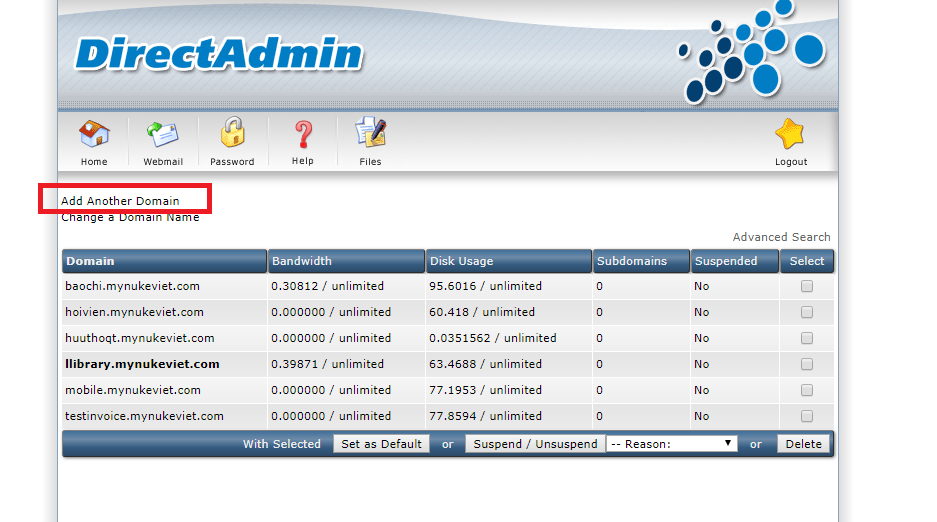 DirectAdmin
Home Webmail Password Help Files Logout
Add Another Domain
Change a Domain Name
Advanced Search
Domain Bandwidth Disk Usage Subdomains Suspended Select
baochi.mynukeviet.com 0.30812 / unlimited 95.6016 / unlimited 0 No
hoivien.mynukeviet.com 0.000000 / unlimited 60.418 / unlimited 0 No
huuthoqt.mynukeviet.com 0.000000 / unlimited 0.0351562 / unlimited 0 No
llibrary.mynukeviet.com 0.39871 / unlimited 63.4688 / unlimited 0 No
mobile.mynukeviet.com 0.000000 / unlimited 77.1953 / unlimited 0 No
testinvoice.mynukeviet.com 0.000000 / unlimited 77.8594 / unlimited 0 No
With Selected Set as Default or Suspend / Unsuspend -- Reason: or Delete